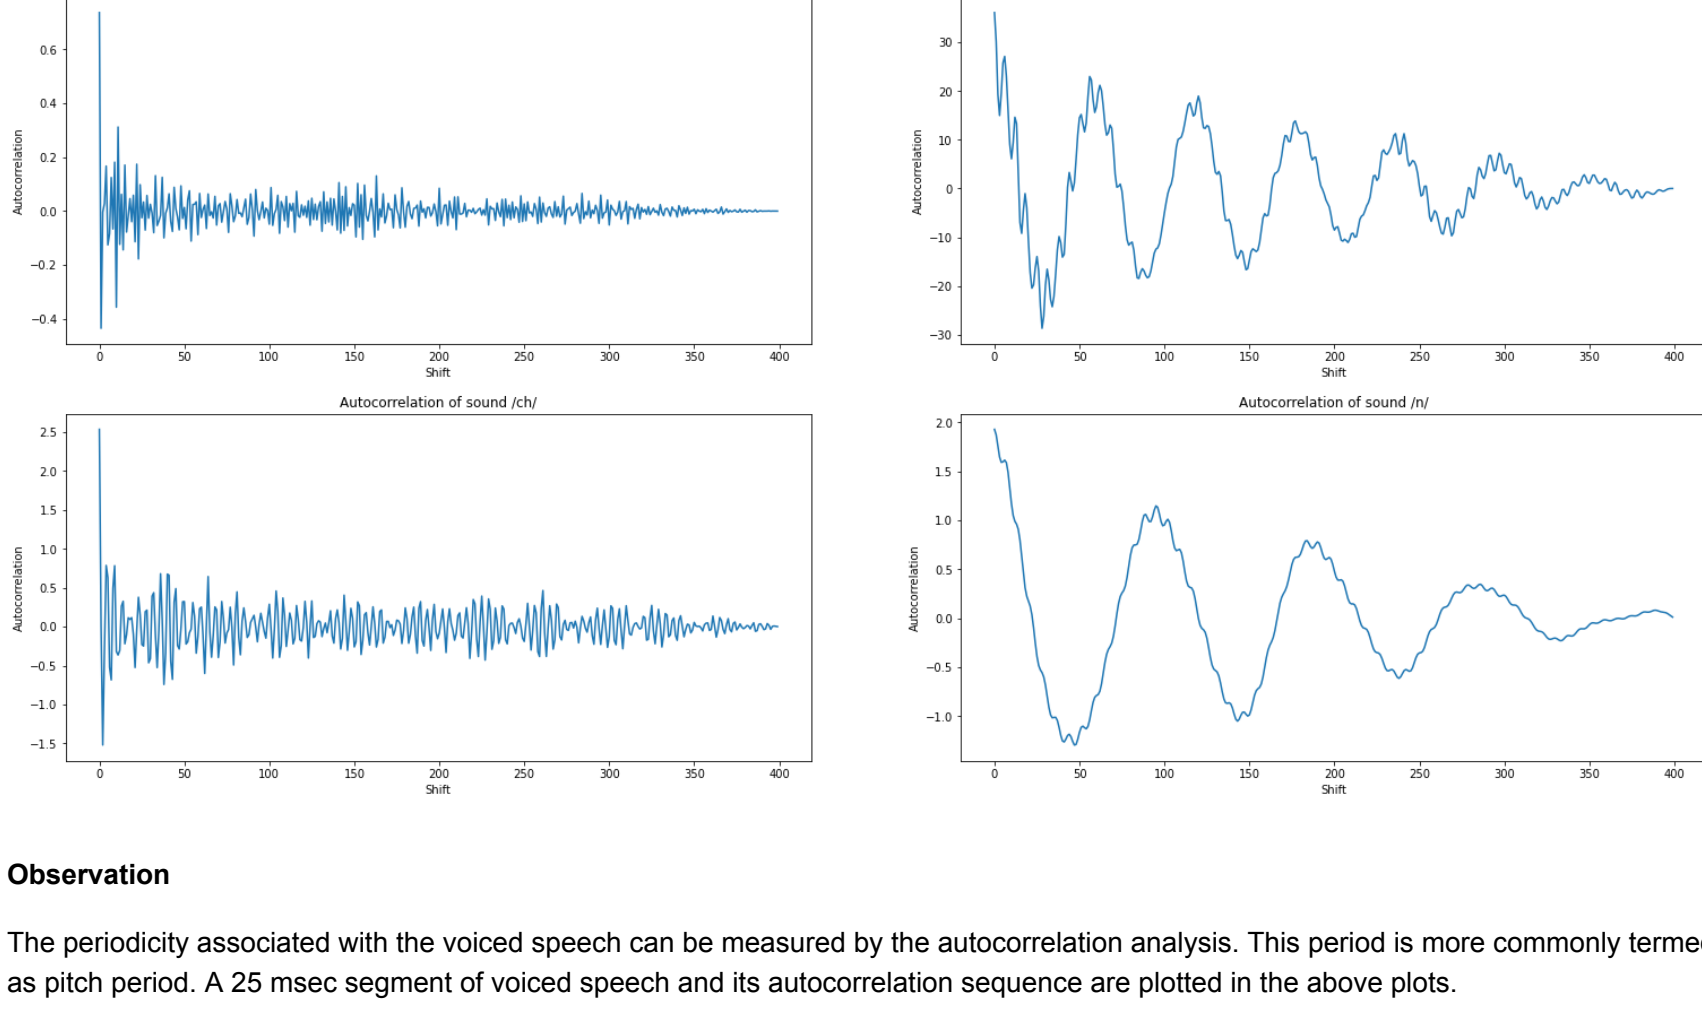 0.6
0.4
0.2
0.0
−0.2
−0.4
Autocorrelation
0 50 100 150 200 250 300 350 400
Shift
30
20
10
0
−10
−20
−30
Autocorrelation
0 50 100 150 200 250 300 350 400
Shift
Autocorrelation of sound /ch/
2.5
2.0
1.5
1.0
0.5
0.0
−0.5
−1.0
−1.5
Autocorrelation
0 50 100 150 200 250 300 350 400
Shift
Autocorrelation of sound /n/
2.0
1.5
1.0
0.5
0.0
−0.5
−1.0
Autocorrelation
0 50 100 150 200 250 300 350 400
Shift
Observation
The periodicity associated with the voiced speech can be measured by the autocorrelation analysis. This period is more commonly termed
as pitch period. A 25 msec segment of voiced speech and its autocorrelation sequence are plotted in the above plots.